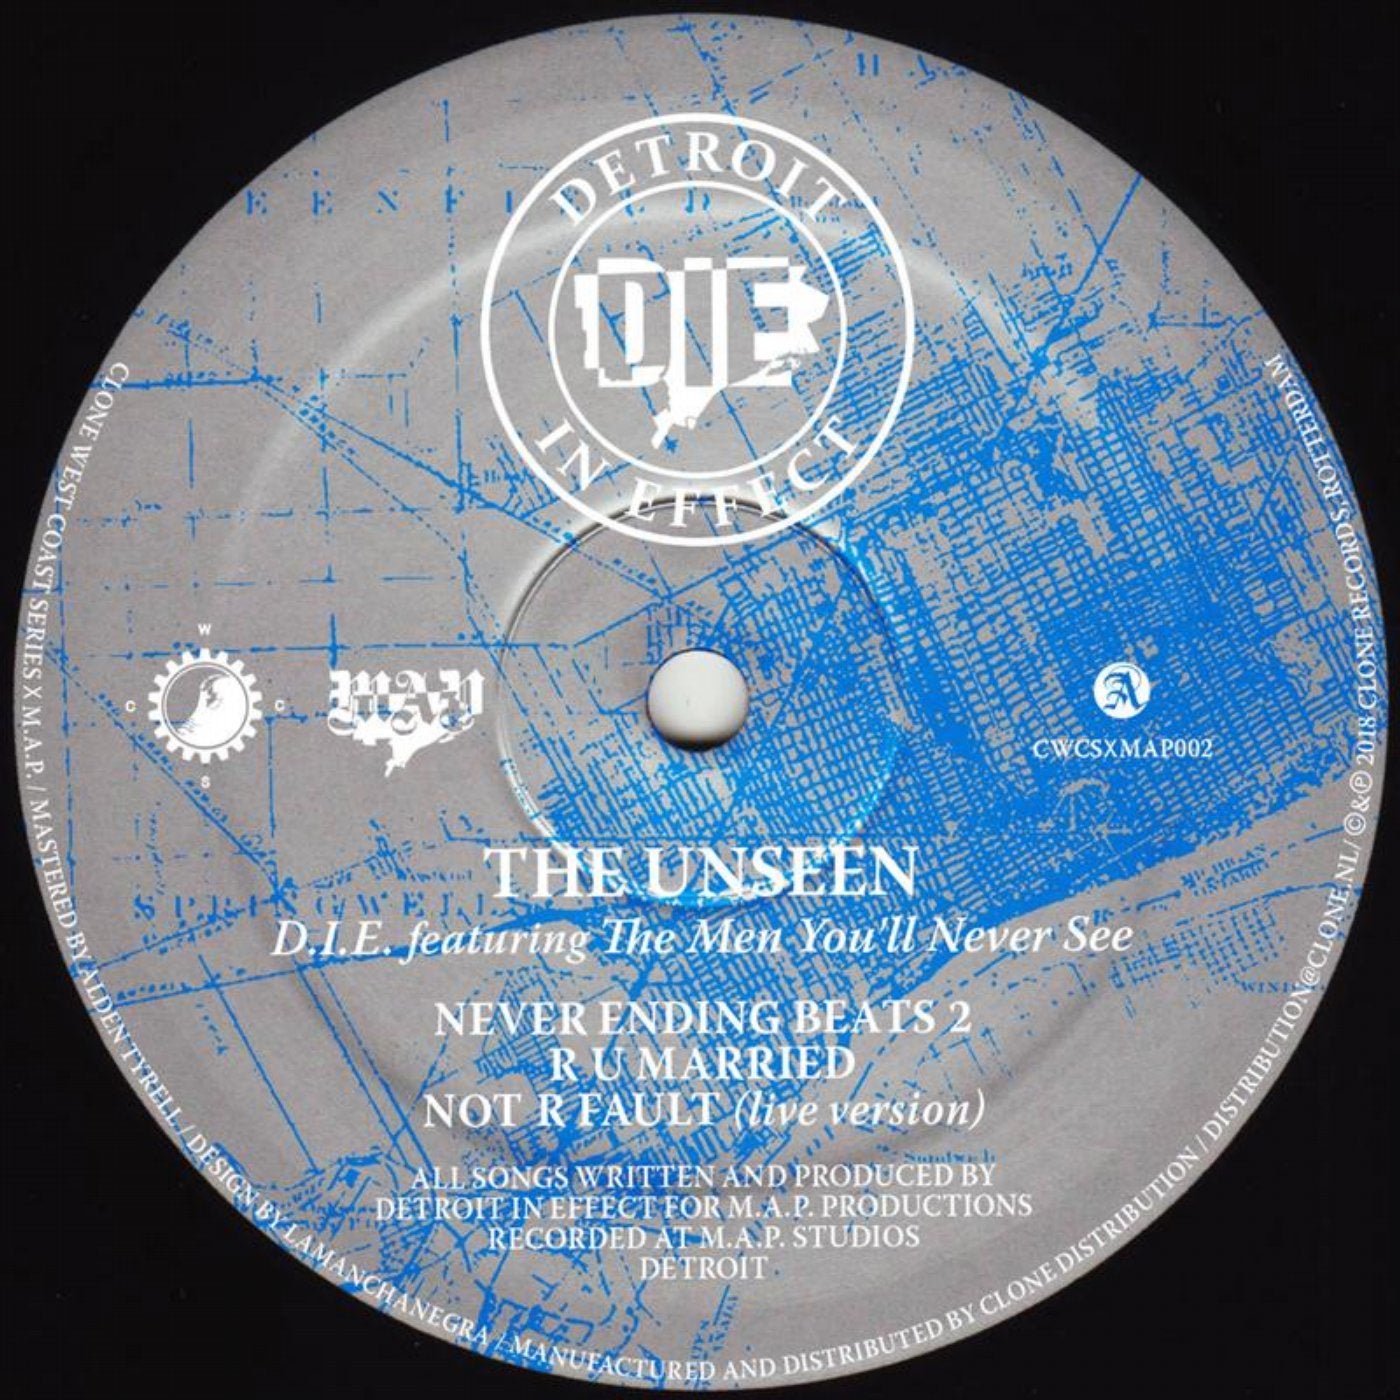 DETROIT
DIE
IN EFFECT
W
C C
S
MAP
A
CWCSXMAP002
THE UNSEEN
D.I.E. featuring The Men You'll Never See
NEVER ENDING BEATS 2
R U MARRIED
NOT R FAULT (live version)
ALL SONGS WRITTEN AND PRODUCED BY
DETROIT IN EFFECT FOR M.A.P. PRODUCTIONS
RECORDED AT M.A.P. STUDIOS
DETROIT
CLONE WEST COAST SERIES X M.A.P. / MASTERED BY ALDEN TYRELL / DESIGN BY LAMANCHANEGRA / MANUFACTURED AND DISTRIBUTED BY CLONE DISTRIBUTION / DISTRIBUTION@CLONE.NL / ©&℗ 2018 CLONE RECORDS ROTTERDAM
SPRINGWELL
Sandwich